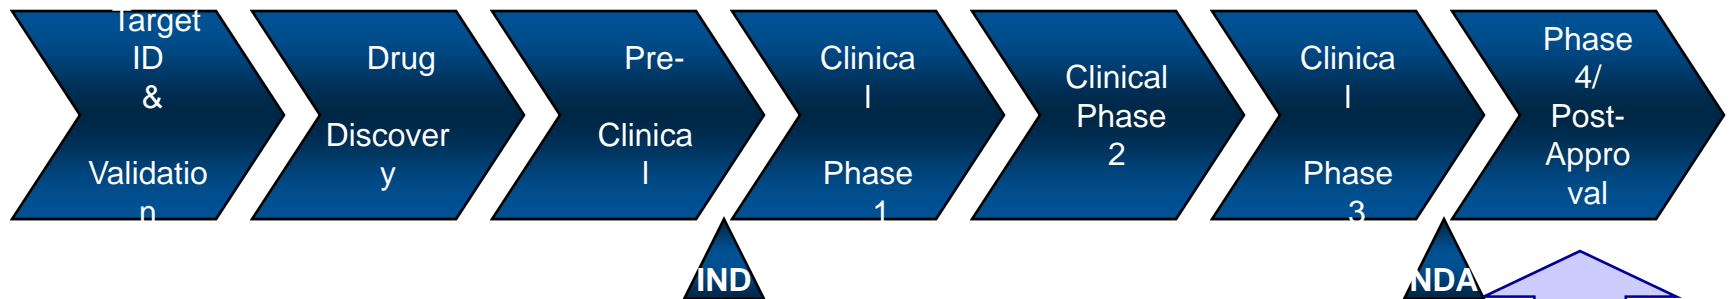 Target
ID
&
Validatio
n
Drug
Discover
y
Pre-
Clinica
l
Clinica
l
Phase
1
Clinical
Phase
2
Clinica
l
Phase
3
Phase
4/
Post-
Appro
val
IND
NDA